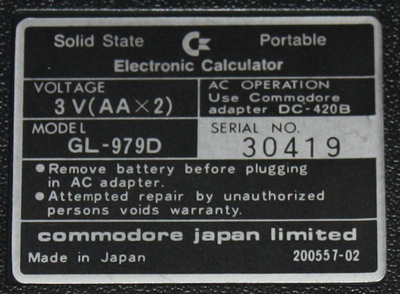 Solid State Portable
Electronic Calculator
VOLTAGE
3V(AA×2)
AC OPERATION
Use Commodore
adapter DC-420B
MODEL
GL-979D
SERIAL NO.
30419
●Remove battery before plugging
in AC adapter.
●Attempted repair by unauthorized
persons voids warranty.
commodore japan limited
Made in Japan 200557-02